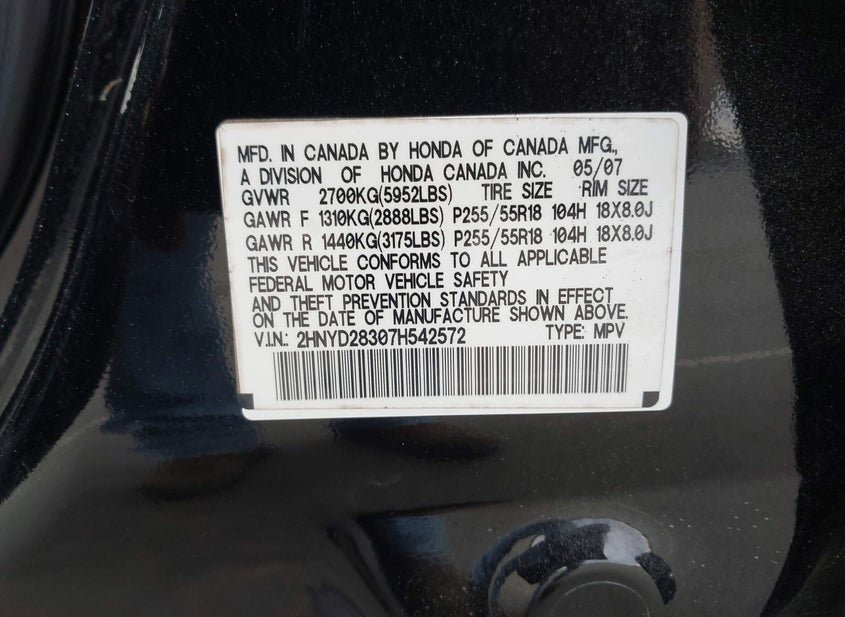 MFD. IN CANADA BY HONDA OF CANADA MFG.,
A DIVISION OF HONDA CANADA INC. 05/07
GVWR 2700KG(5952LBS) TIRE SIZE RIM SIZE
GAWR F 1310KG(2888LBS) P255/55R18 104H 18X8.0J
GAWR R 1440KG(3175LBS) P255/55R18 104H 18X8.0J
THIS VEHICLE CONFORMS TO ALL APPLICABLE
FEDERAL MOTOR VEHICLE SAFETY
AND THEFT PREVENTION STANDARDS IN EFFECT
ON THE DATE OF MANUFACTURE SHOWN ABOVE.
V.I.N.: 2HNYD28307H542572 TYPE: MPV